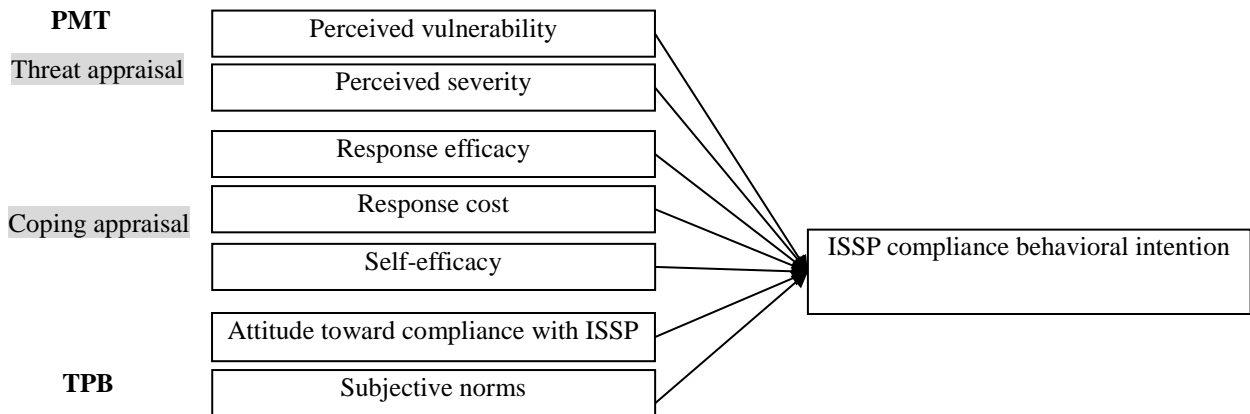 PMT
Perceived vulnerability
Threat appraisal
Perceived severity
Response efficacy
Coping appraisal
Response cost
Self-efficacy
ISSP compliance behavioral intention
Attitude toward compliance with ISSP
TPB
Subjective norms